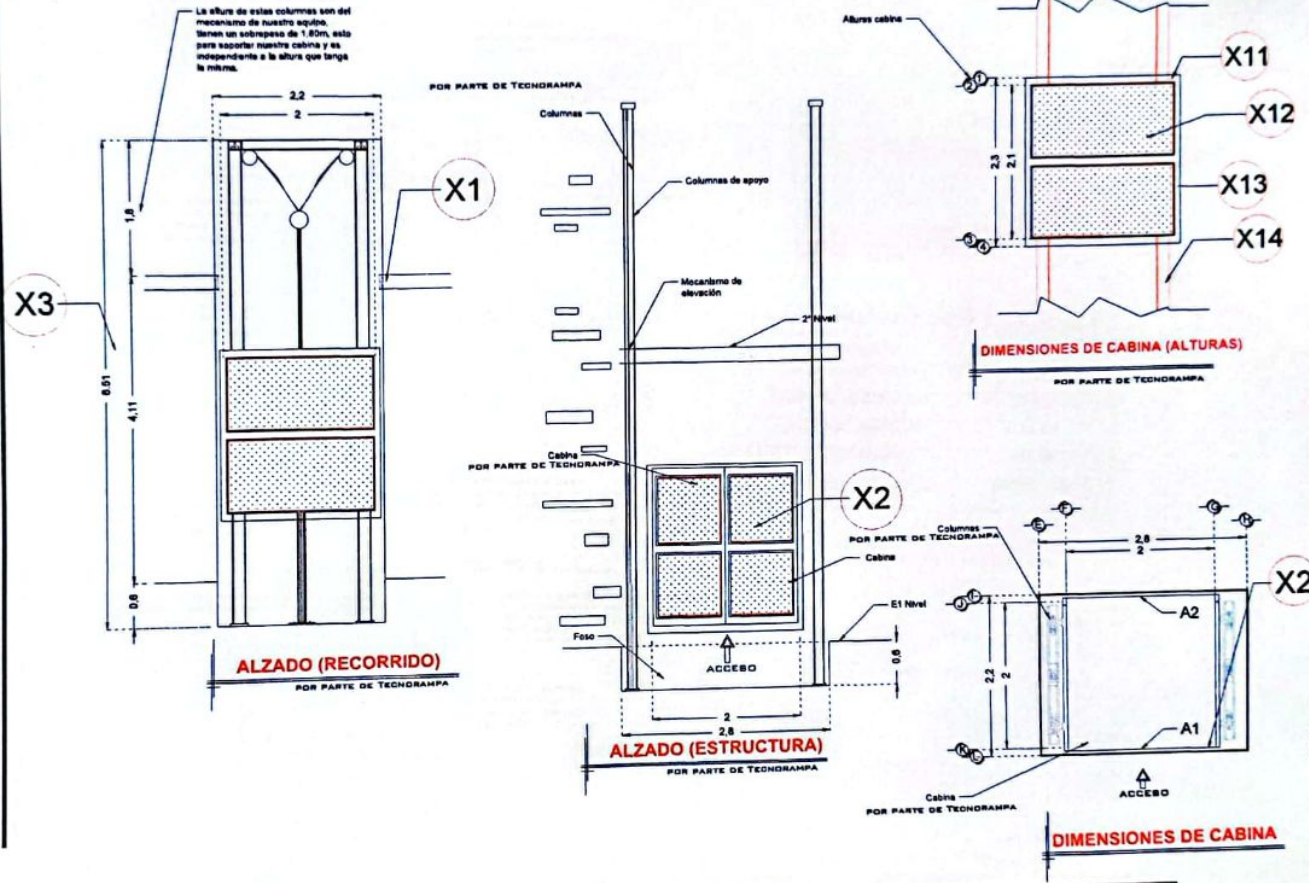 La altura de estas columnas son del
mecanismo de nuestro equipo,
tienen un sobrepeso de 1.80m, esto
para soportar nuestra cabina y es
independiente a la altura que tenga
la misma.
2,2
2
1,8
X1
X3
6.51
4,11
0,6
ALZADO (RECORRIDO)
POR PARTE DE TECNORAMPA
POR PARTE DE TECNORAMPA
Columnas
Columnas de apoyo
Mecanismo de
elevación
2° Nivel
Cabina
POR PARTE DE TECNORAMPA
X2
Cabina
E1 Nivel
Foso
ACCESO
0,6
2
2,8
ALZADO (ESTRUCTURA)
POR PARTE DE TECNORAMPA
Alturas cabina
1
2
X11
X12
2,3
2,1
X13
3
4
X14
DIMENSIONES DE CABINA (ALTURAS)
POR PARTE DE TECNORAMPA
F
G
E
H
Columnas
POR PARTE DE TECNORAMPA
2,8
2
X2
I
J
A2
2,2
2
A1
K
L
ACCESO
Cabina
POR PARTE DE TECNORAMPA
DIMENSIONES DE CABINA